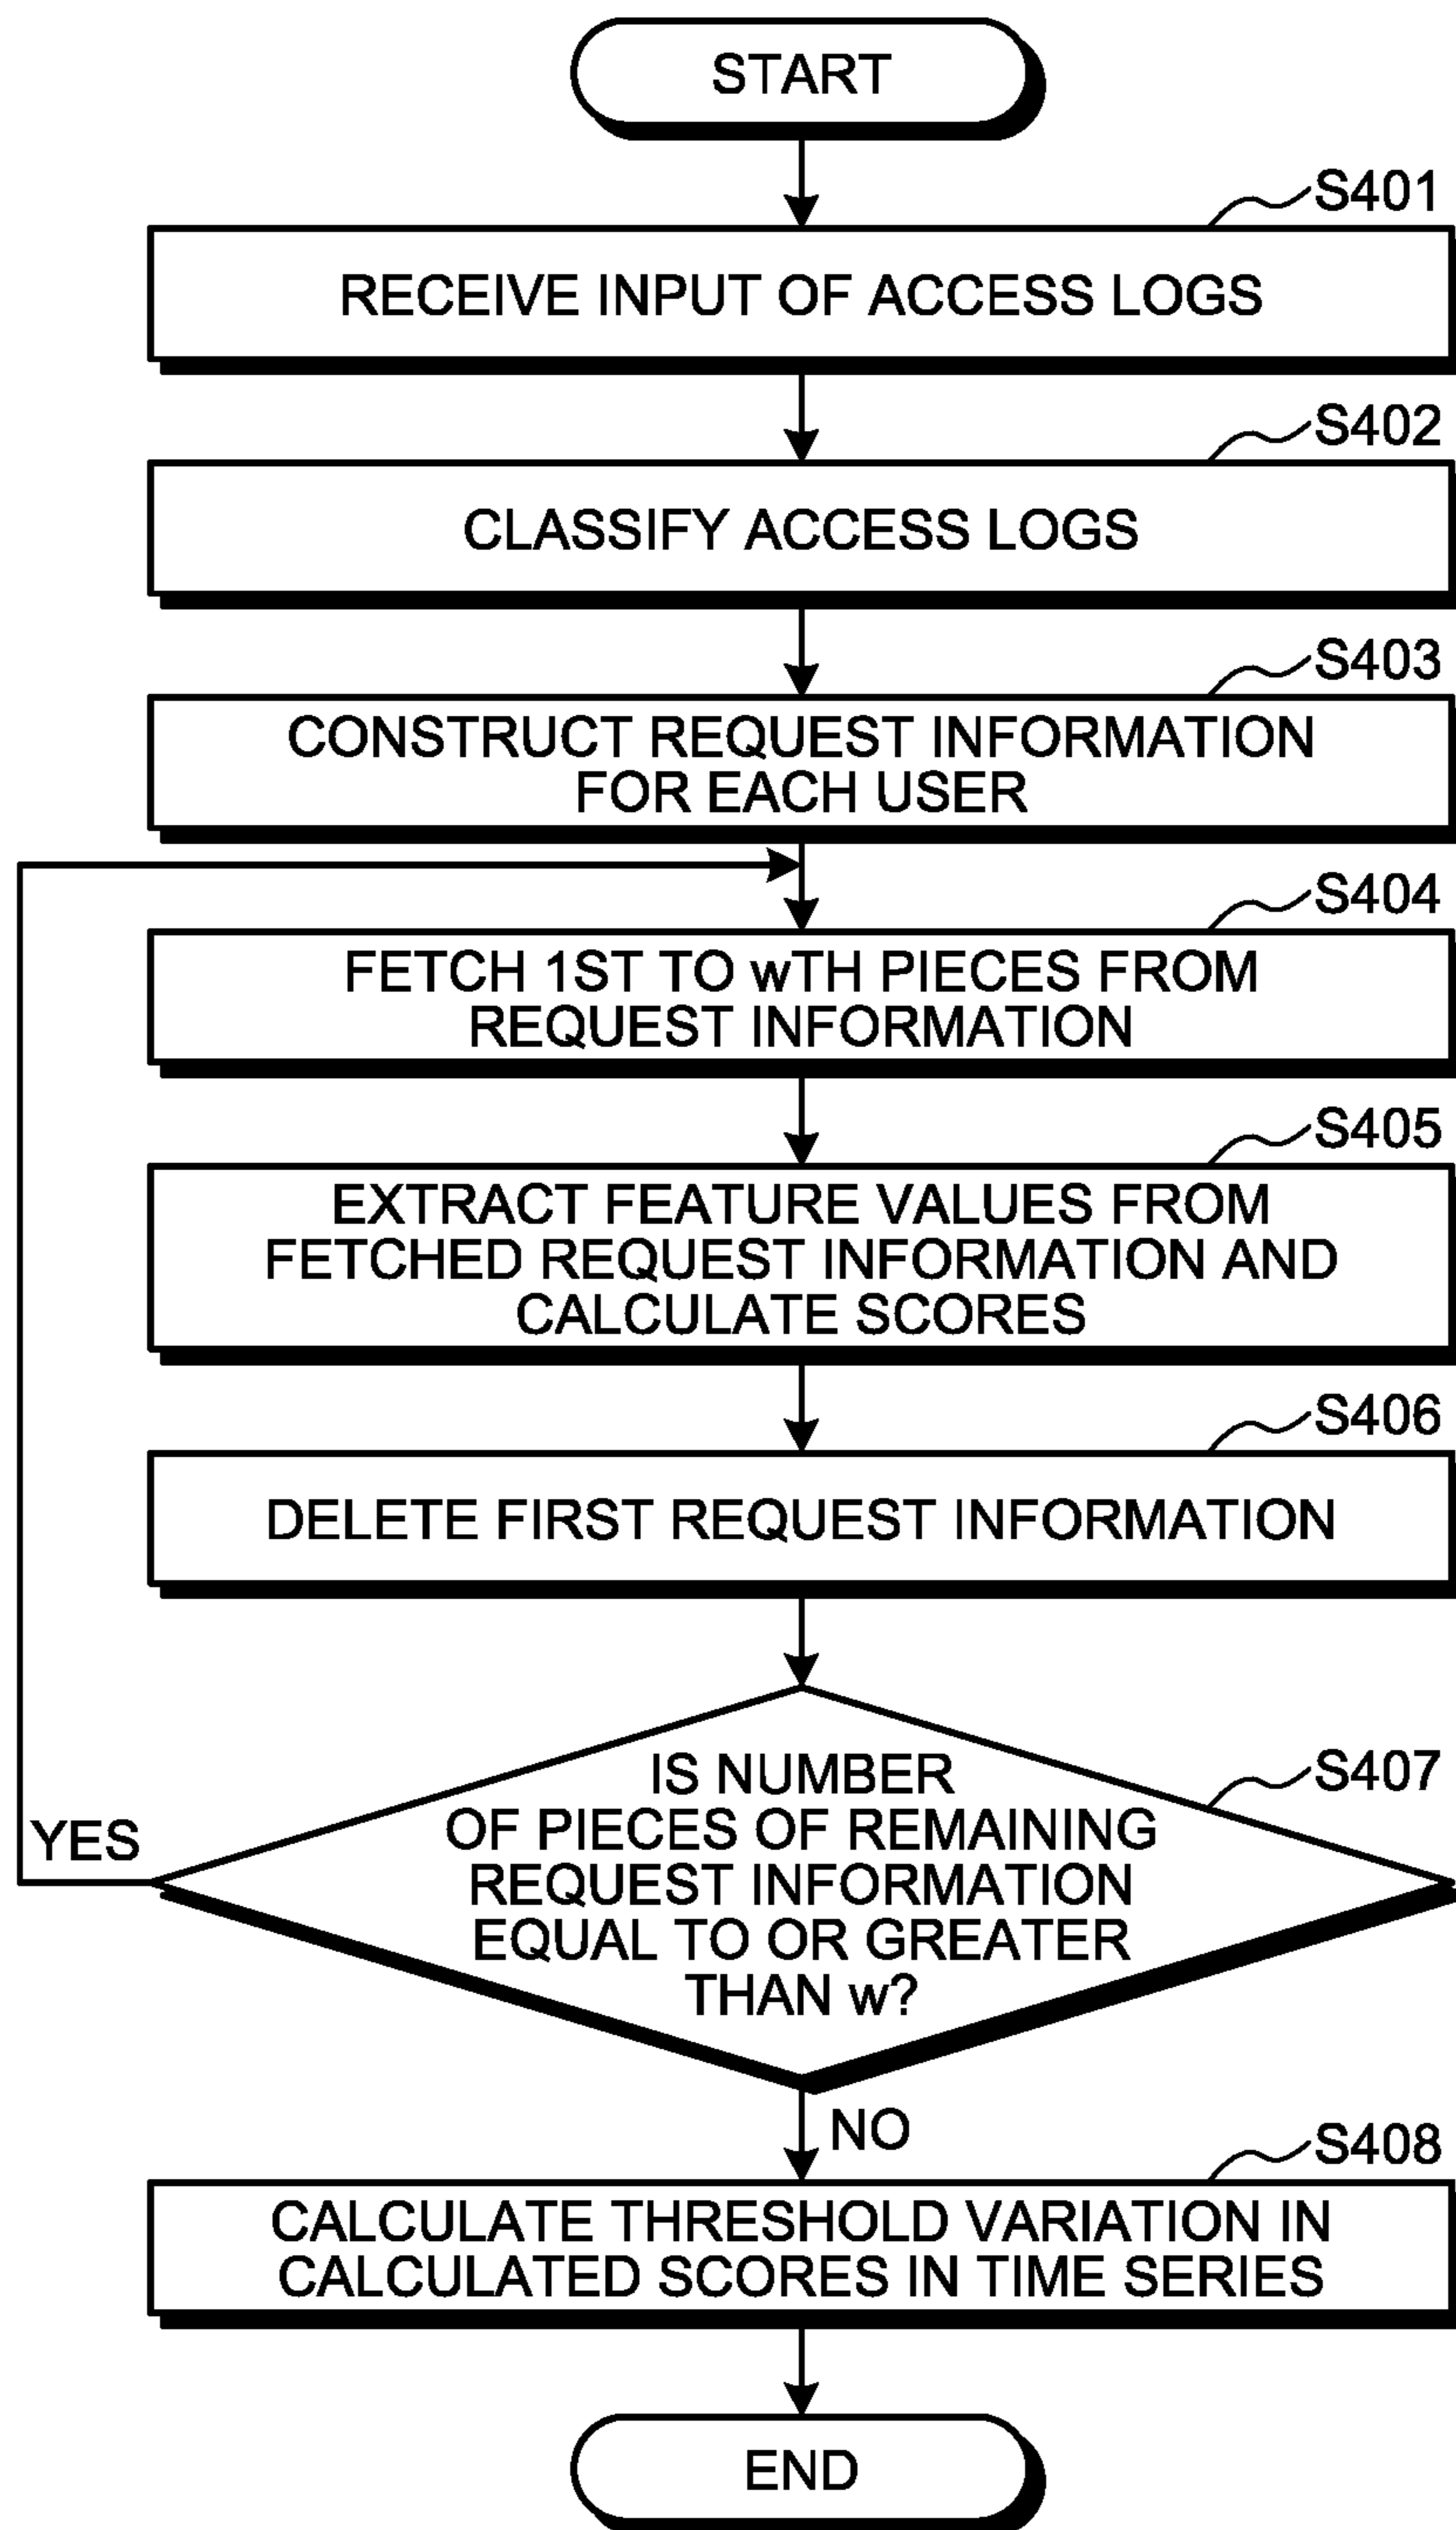 START
S401
RECEIVE INPUT OF ACCESS LOGS
S402
CLASSIFY ACCESS LOGS
S403
CONSTRUCT REQUEST INFORMATION
FOR EACH USER
S404
FETCH 1ST TO wTH PIECES FROM
REQUEST INFORMATION
S405
EXTRACT FEATURE VALUES FROM
FETCHED REQUEST INFORMATION AND
CALCULATE SCORES
S406
DELETE FIRST REQUEST INFORMATION
S407
IS NUMBER
OF PIECES OF REMAINING
REQUEST INFORMATION
EQUAL TO OR GREATER
THAN w?
YES
NO
S408
CALCULATE THRESHOLD VARIATION IN
CALCULATED SCORES IN TIME SERIES
END